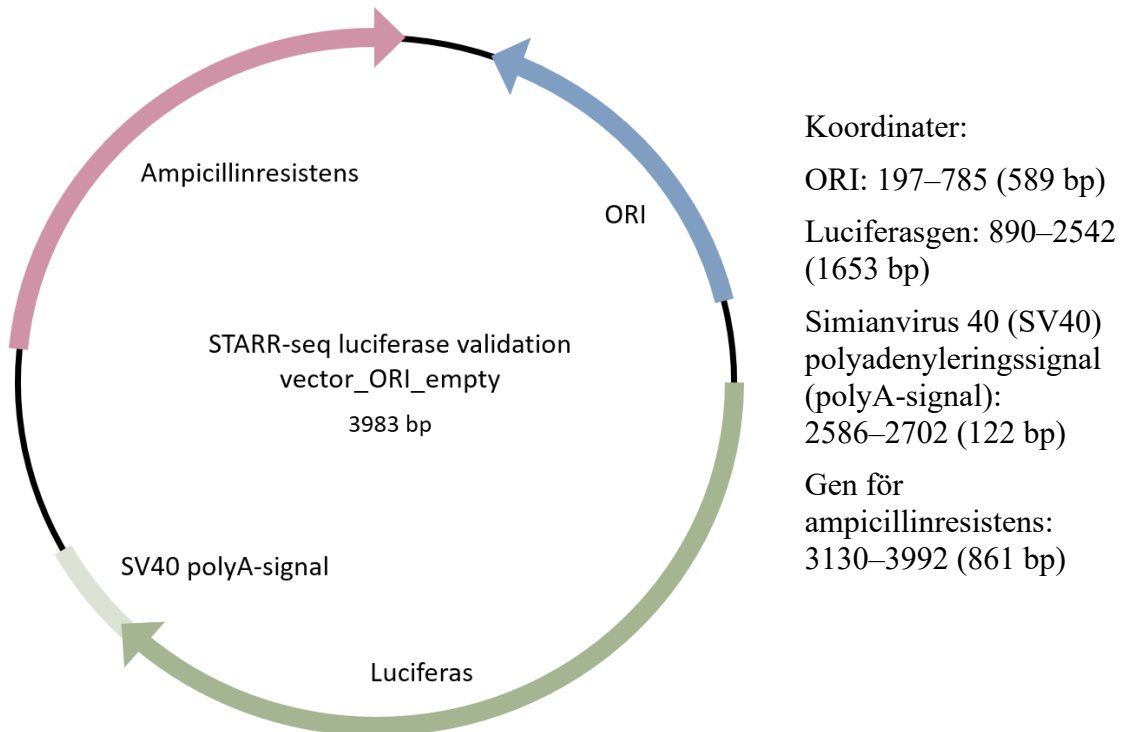 Ampicillinresistens
ORI
STARR-seq luciferase validation
vector_ORI_empty
3983 bp
SV40 polyA-signal
Luciferas
Koordinater:
ORI: 197–785 (589 bp)
Luciferasgen: 890–2542
(1653 bp)
Simianvirus 40 (SV40)
polyadenyleringssignal
(polyA-signal):
2586–2702 (122 bp)
Gen för
ampicillinresistens:
3130–3992 (861 bp)